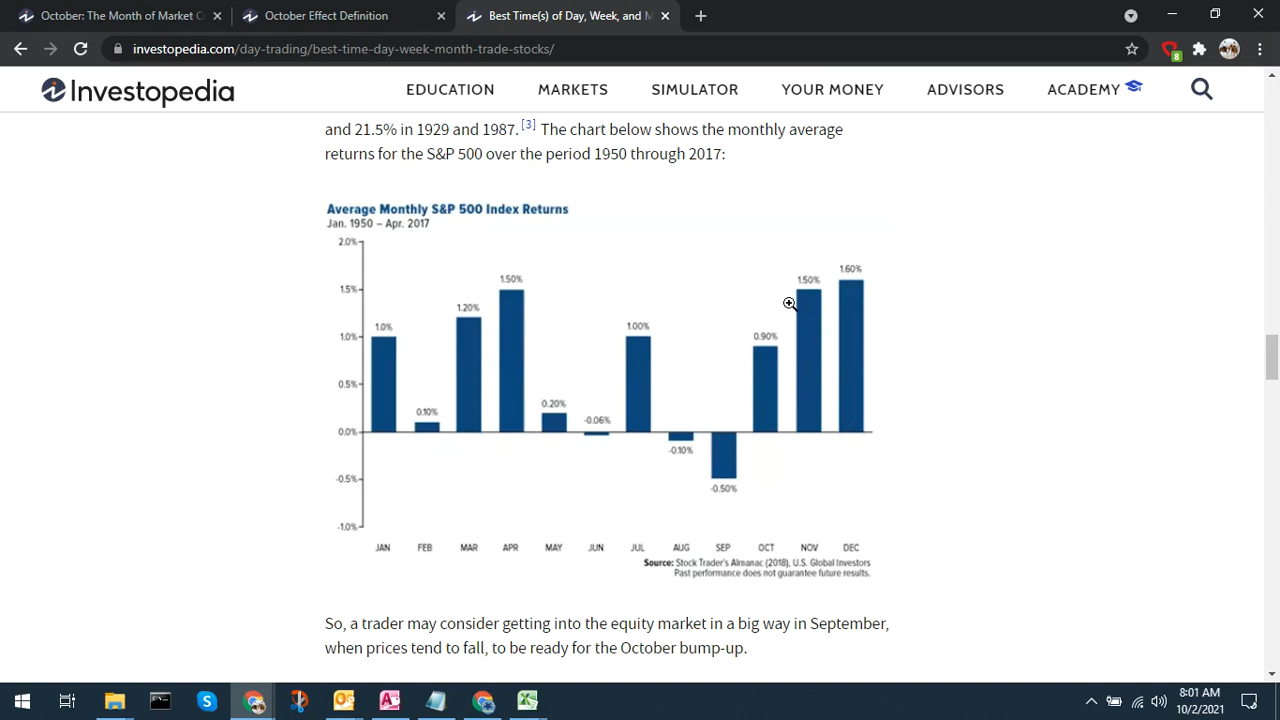 October: The Month of Market C
October Effect Definition
Best Time(s) of Day, Week, and M
investopedia.com/day-trading/best-time-day-week-month-trade-stocks/
8
Investopedia
EDUCATION MARKETS SIMULATOR YOUR MONEY ADVISORS ACADEMY
and 21.5% in 1929 and 1987.[3] The chart below shows the monthly average
returns for the S&P 500 over the period 1950 through 2017:
Average Monthly S&P 500 Index Returns
Jan. 1950 – Apr. 2017
2.0%
1.5%
1.0%
0.5%
0.0%
-0.5%
-1.0%
1.0%
0.10%
1.20%
1.50%
0.20%
-0.06%
1.00%
-0.10%
-0.50%
0.90%
1.50%
1.60%
JAN FEB MAR APR MAY JUN JUL AUG SEP OCT NOV DEC
Source: Stock Trader's Almanac (2018), U.S. Global Investors
Past performance does not guarantee future results.
So, a trader may consider getting into the equity market in a big way in September,
when prices tend to fall, to be ready for the October bump-up.
8:01 AM
10/2/2021